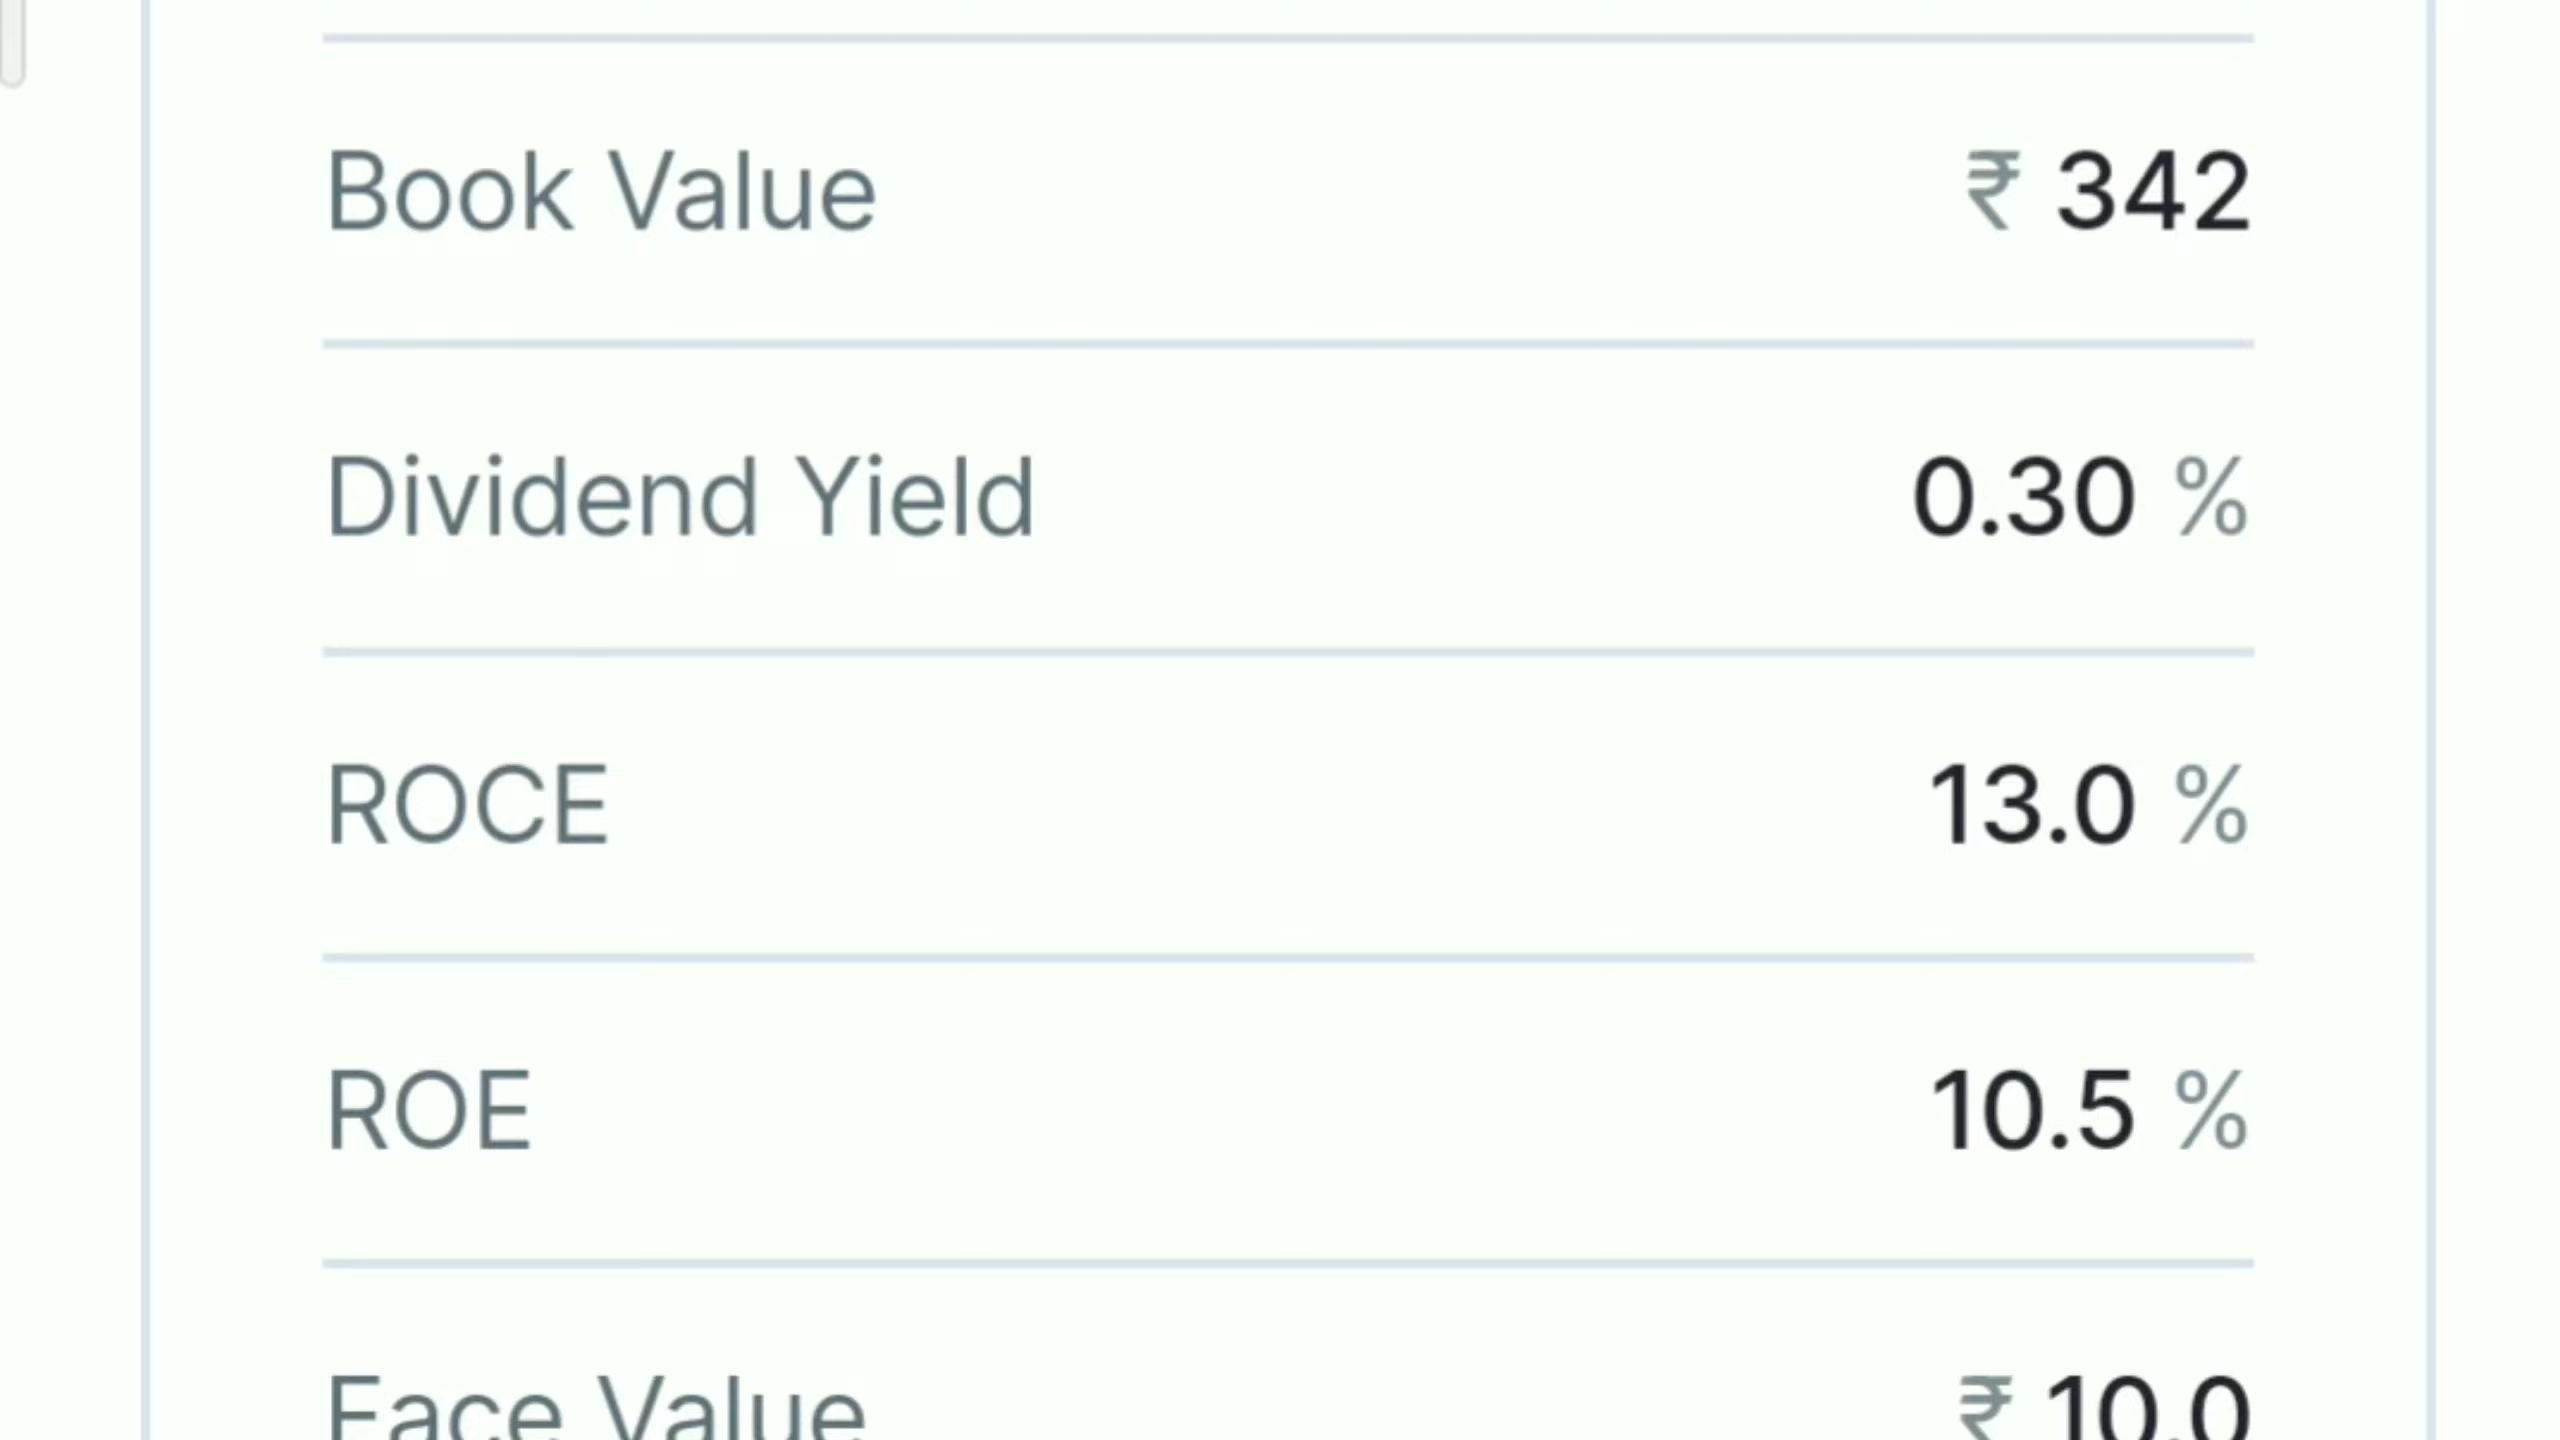 Book Value ₹ 342
Dividend Yield 0.30 %
ROCE 13.0 %
ROE 10.5 %
Face Value ₹ 10.0